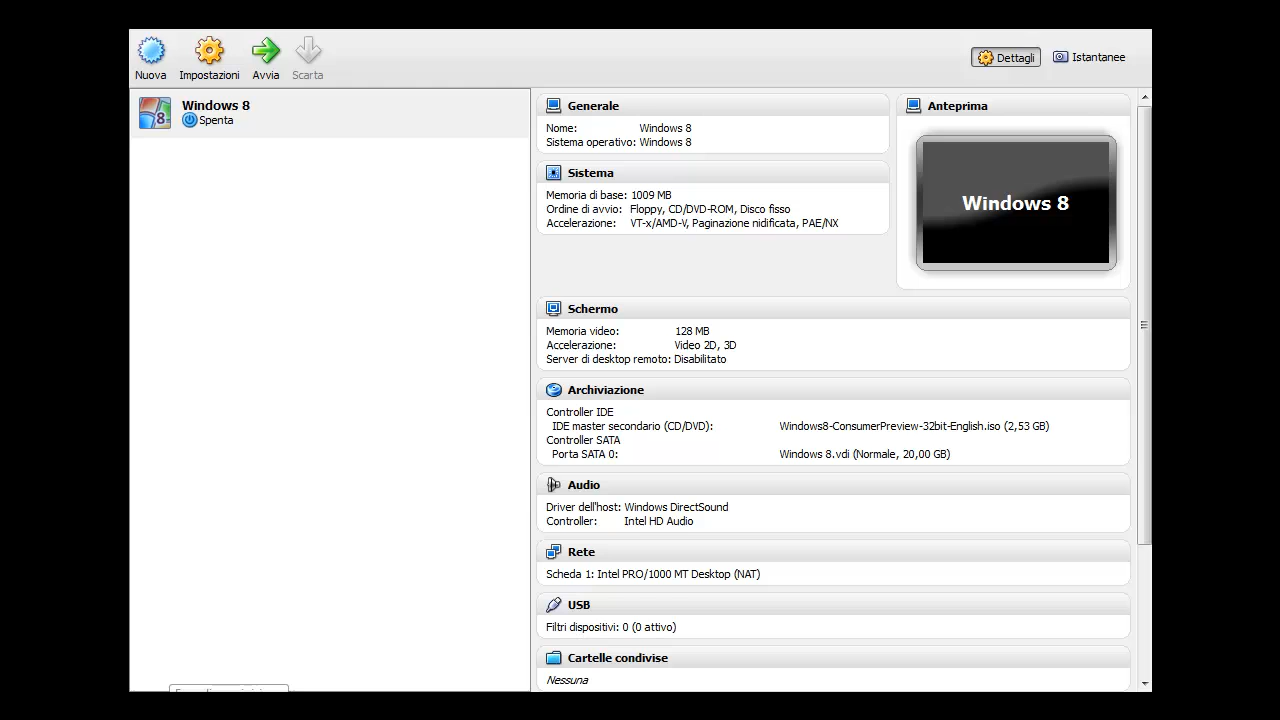 Nuova Impostazioni Avvia Scarta
Dettagli Istantanee
Windows 8
Spenta
Generale
Nome: Windows 8
Sistema operativo: Windows 8
Anteprima
Windows 8
Sistema
Memoria di base: 1009 MB
Ordine di avvio: Floppy, CD/DVD-ROM, Disco fisso
Accelerazione: VT-x/AMD-V, Paginazione nidificata, PAE/NX
Schermo
Memoria video: 128 MB
Accelerazione: Video 2D, 3D
Server di desktop remoto: Disabilitato
Archiviazione
Controller IDE
IDE master secondario (CD/DVD): Windows8-ConsumerPreview-32bit-English.iso (2,53 GB)
Controller SATA
Porta SATA 0: Windows 8.vdi (Normale, 20,00 GB)
Audio
Driver dell'host: Windows DirectSound
Controller: Intel HD Audio
Rete
Scheda 1: Intel PRO/1000 MT Desktop (NAT)
USB
Filtri dispositivi: 0 (0 attivo)
Cartelle condivise
Nessuna